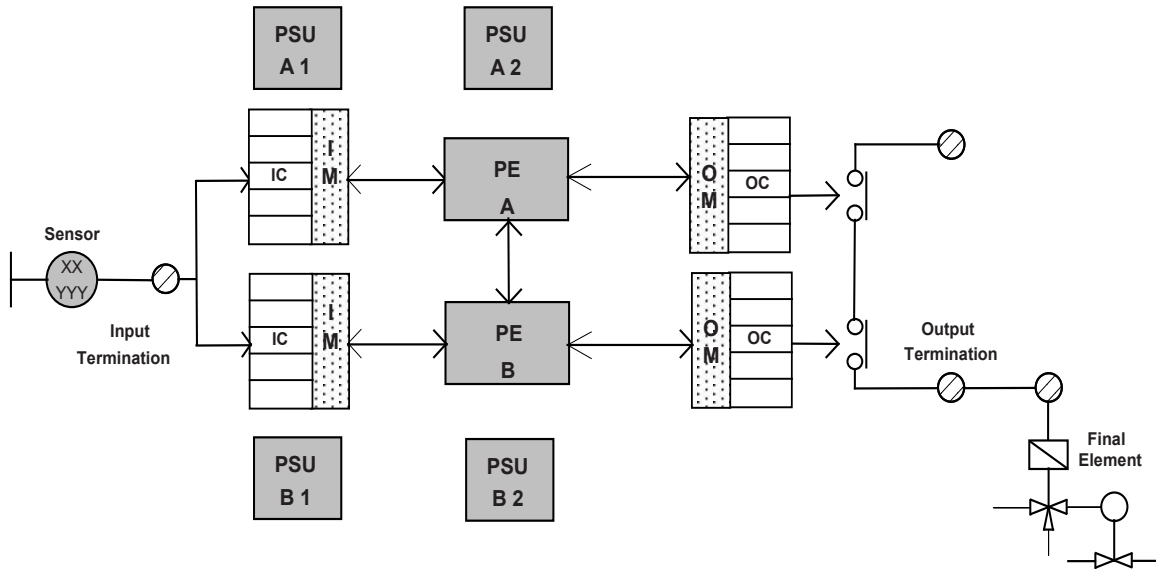 PSU
A 1
PSU
A 2
IC
I
M
PE
A
O
M
OC
Sensor
XX
YYY
Input
Termination
IC
I
M
PE
B
O
M
OC
Output
Termination
PSU
B 1
PSU
B 2
Final
Element